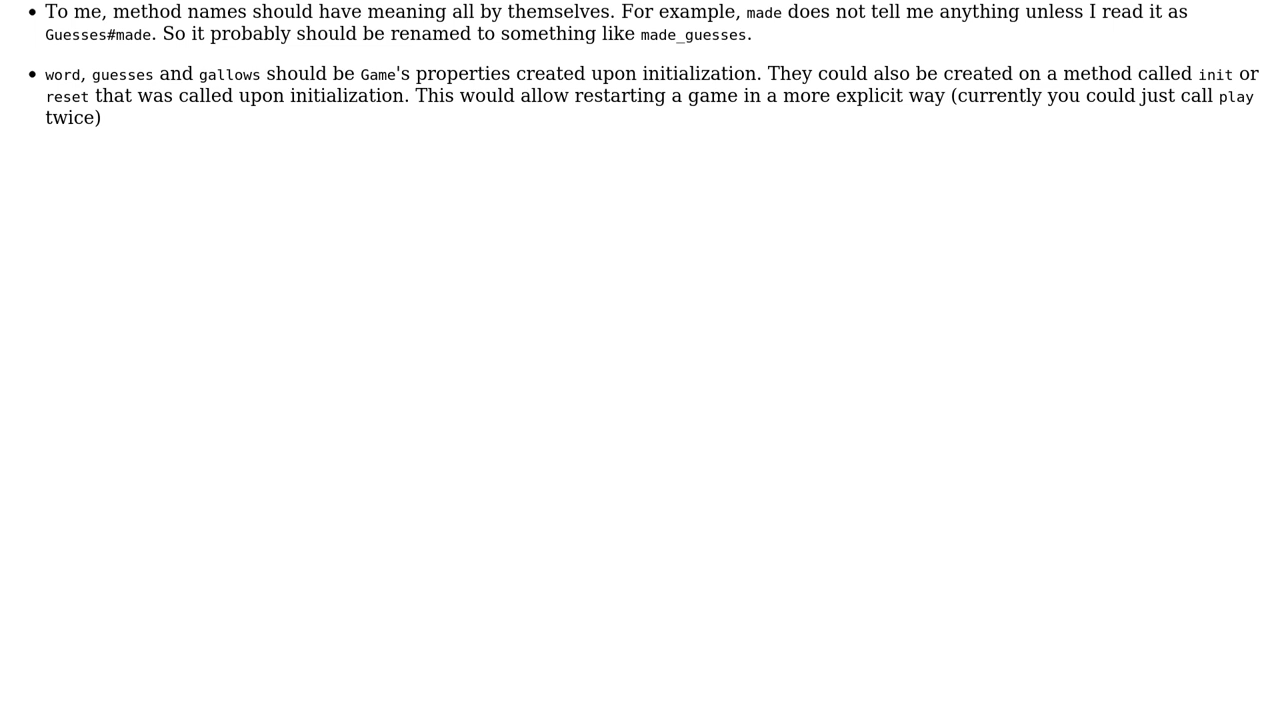 • To me, method names should have meaning all by themselves. For example, made does not tell me anything unless I read it as
Guesses#made. So it probably should be renamed to something like made_guesses.
• word, guesses and gallows should be Game's properties created upon initialization. They could also be created on a method called init or
reset that was called upon initialization. This would allow restarting a game in a more explicit way (currently you could just call play
twice)